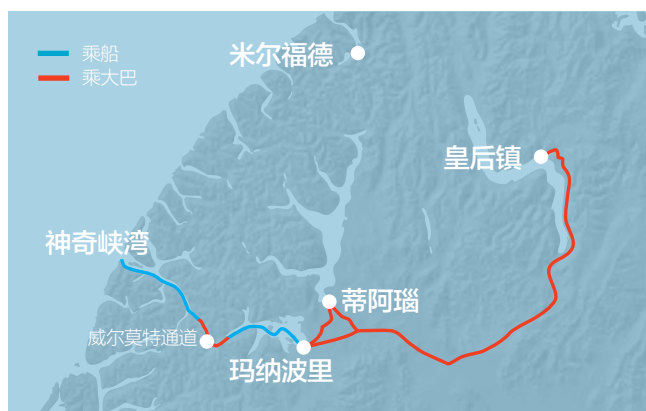 乘船
乘大巴
米尔福德
皇后镇
神奇峡湾
蒂阿瑙
威尔莫特通道
玛纳波里